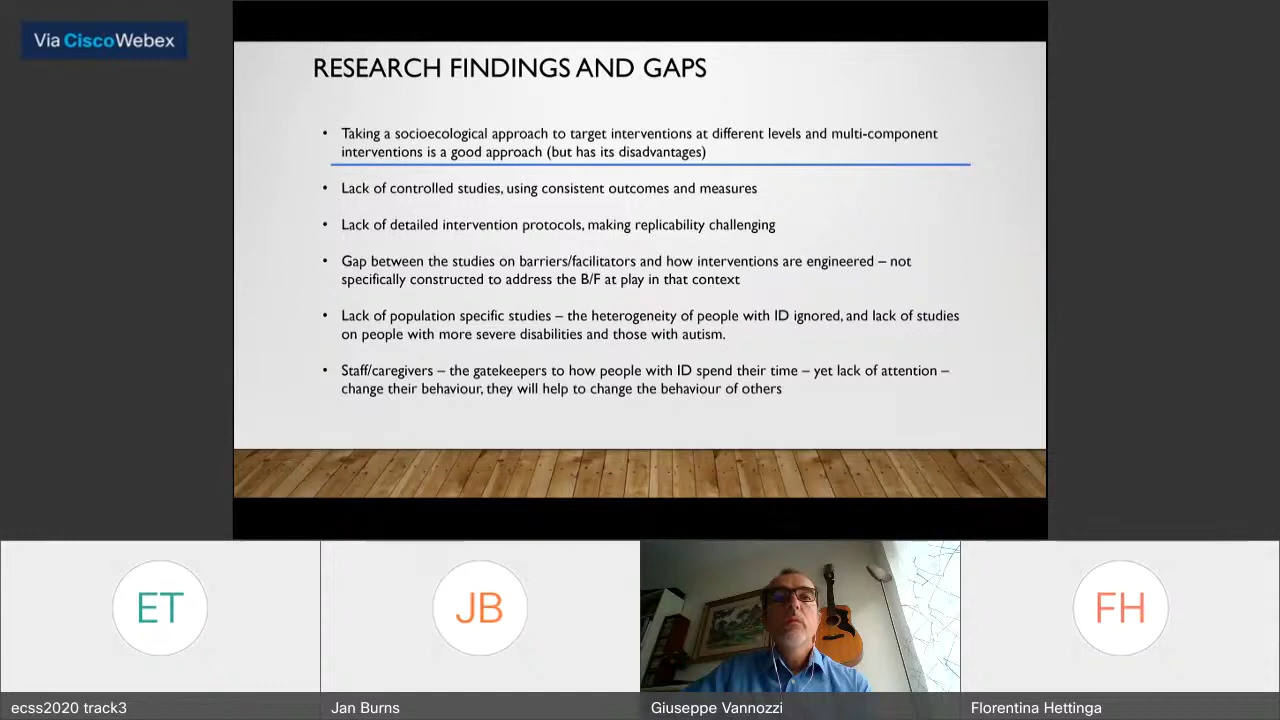 Via CiscoWebex
RESEARCH FINDINGS AND GAPS
• Taking a socioecological approach to target interventions at different levels and multi-component
interventions is a good approach (but has its disadvantages)
• Lack of controlled studies, using consistent outcomes and measures
• Lack of detailed intervention protocols, making replicability challenging
• Gap between the studies on barriers/facilitators and how interventions are engineered – not
specifically constructed to address the B/F at play in that context
• Lack of population specific studies – the heterogeneity of people with ID ignored, and lack of studies
on people with more severe disabilities and those with autism.
• Staff/caregivers – the gatekeepers to how people with ID spend their time – yet lack of attention –
change their behaviour, they will help to change the behaviour of others
ET
JB
FH
ecss2020 track3
Jan Burns
Giuseppe Vannozzi
Florentina Hettinga